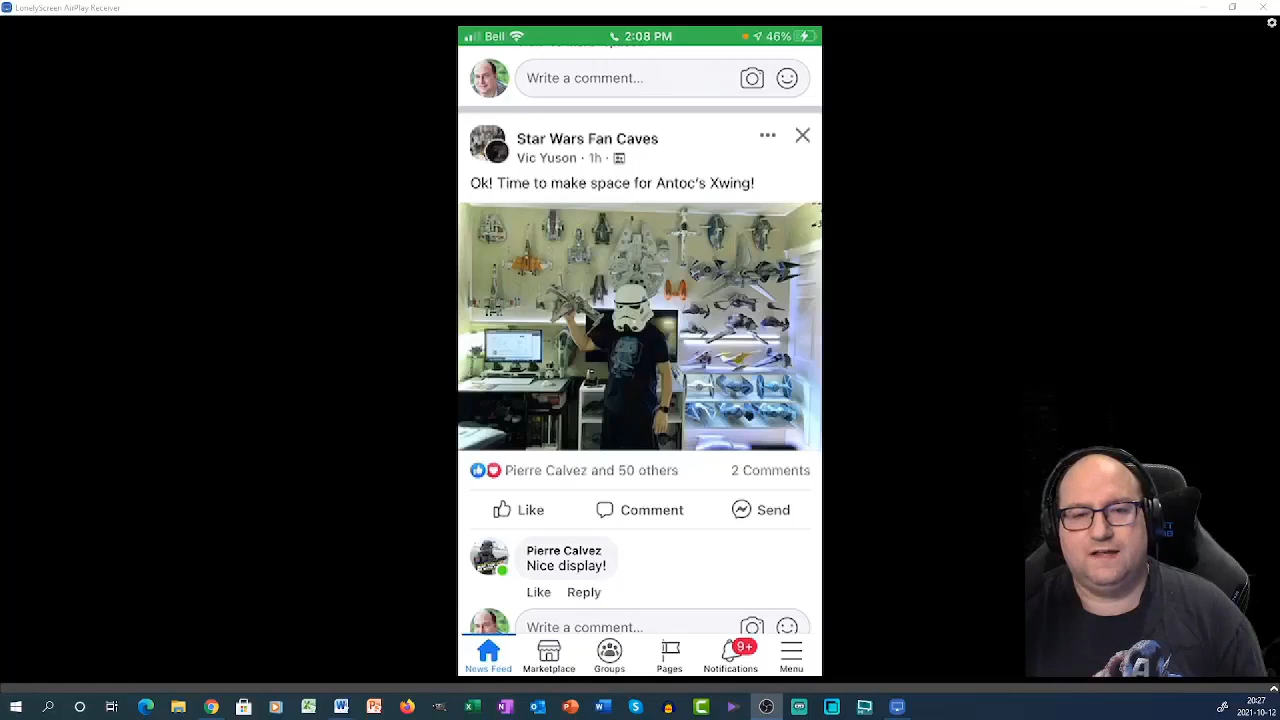 LonelyScreen AirPlay Receiver
Bell
2:08 PM
46%
Write a comment...
Star Wars Fan Caves
Vic Yuson · 1h ·
Ok! Time to make space for Antoc's Xwing!
Pierre Calvez and 50 others
2 Comments
Like
Comment
Send
Pierre Calvez
Nice display!
Like Reply
Write a comment...
9+
News Feed
Marketplace
Groups
Pages
Notifications
Menu
20:27
2021-10-12